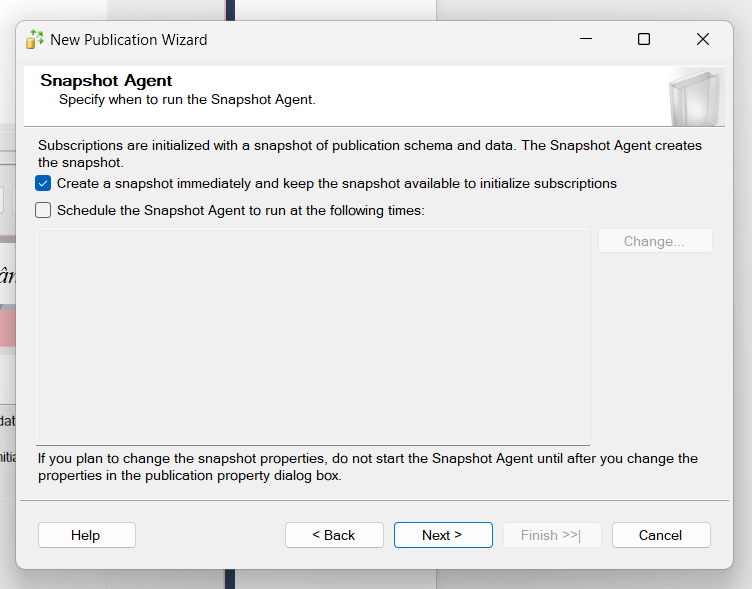 New Publication Wizard
Snapshot Agent
Specify when to run the Snapshot Agent.
Subscriptions are initialized with a snapshot of publication schema and data. The Snapshot Agent creates
the snapshot.
Create a snapshot immediately and keep the snapshot available to initialize subscriptions
Schedule the Snapshot Agent to run at the following times:
Change...
If you plan to change the snapshot properties, do not start the Snapshot Agent until after you change the
properties in the publication property dialog box.
Help
< Back
Next >
Finish >>|
Cancel